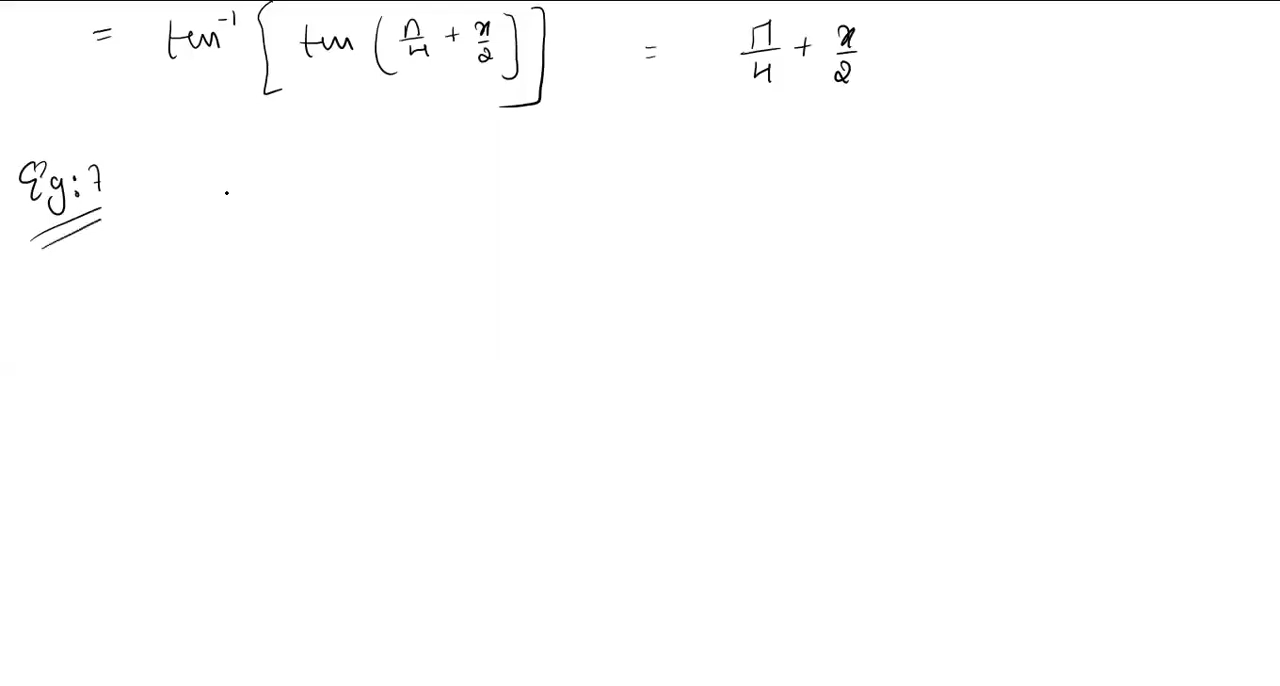 = tan⁻¹ [ tan ( π/4 + x/2 ) ] = π/4 + x/2
Eg:7